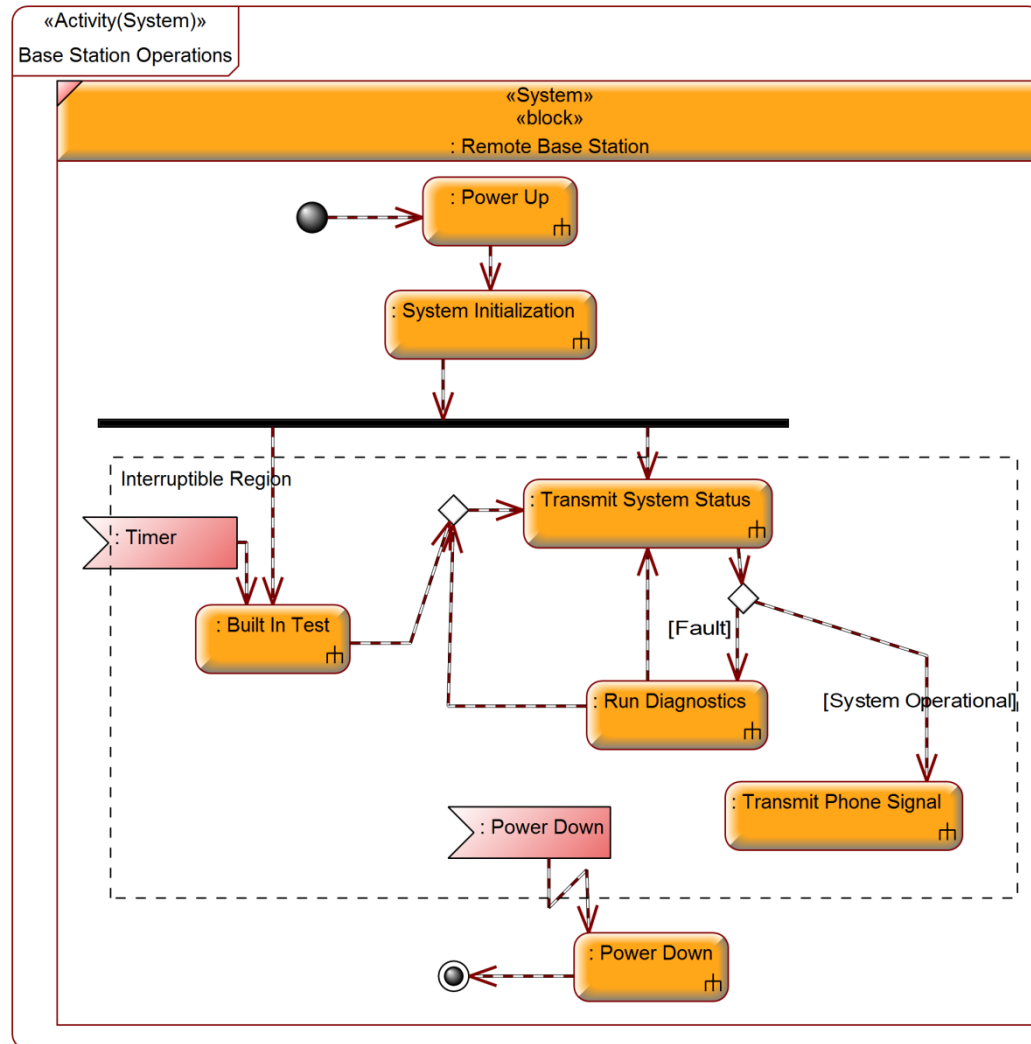 «Activity(System)»
Base Station Operations
«System»
«block»
: Remote Base Station
: Power Up
: System Initialization
Interruptible Region
: Transmit System Status
: Timer
: Built In Test
[Fault]
: Run Diagnostics
[System Operational]
: Transmit Phone Signal
: Power Down
: Power Down